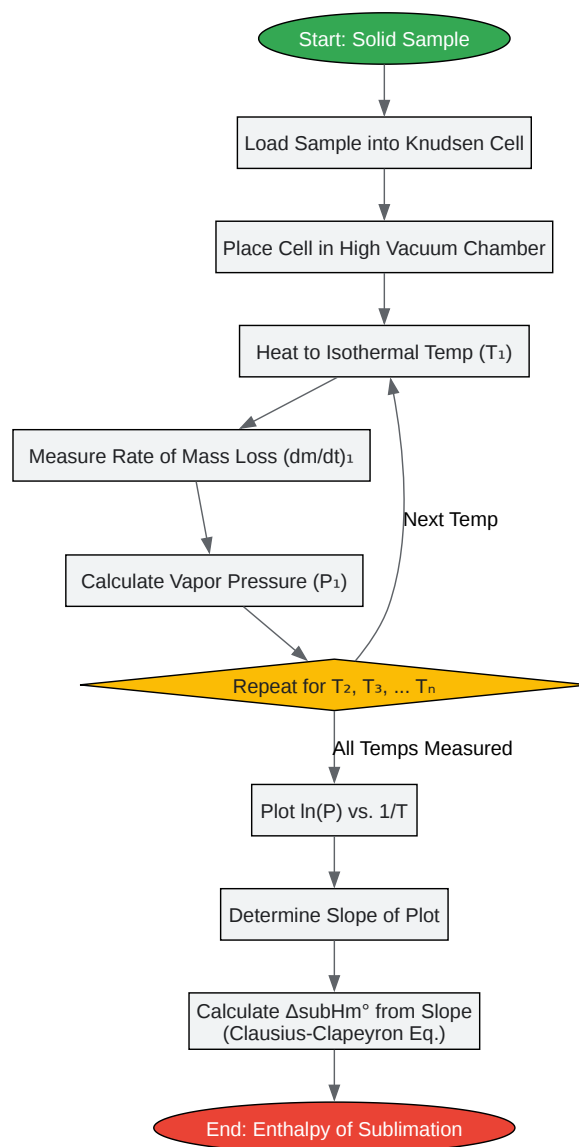 Start: Solid Sample
Load Sample into Knudsen Cell
Place Cell in High Vacuum Chamber
Heat to Isothermal Temp (T₁)
Measure Rate of Mass Loss (dm/dt)₁
Next Temp
Calculate Vapor Pressure (P₁)
Repeat for T₂, T₃, ... Tₙ
All Temps Measured
Plot ln(P) vs. 1/T
Determine Slope of Plot
Calculate ΔsubHm° from Slope
(Clausius-Clapeyron Eq.)
End: Enthalpy of Sublimation